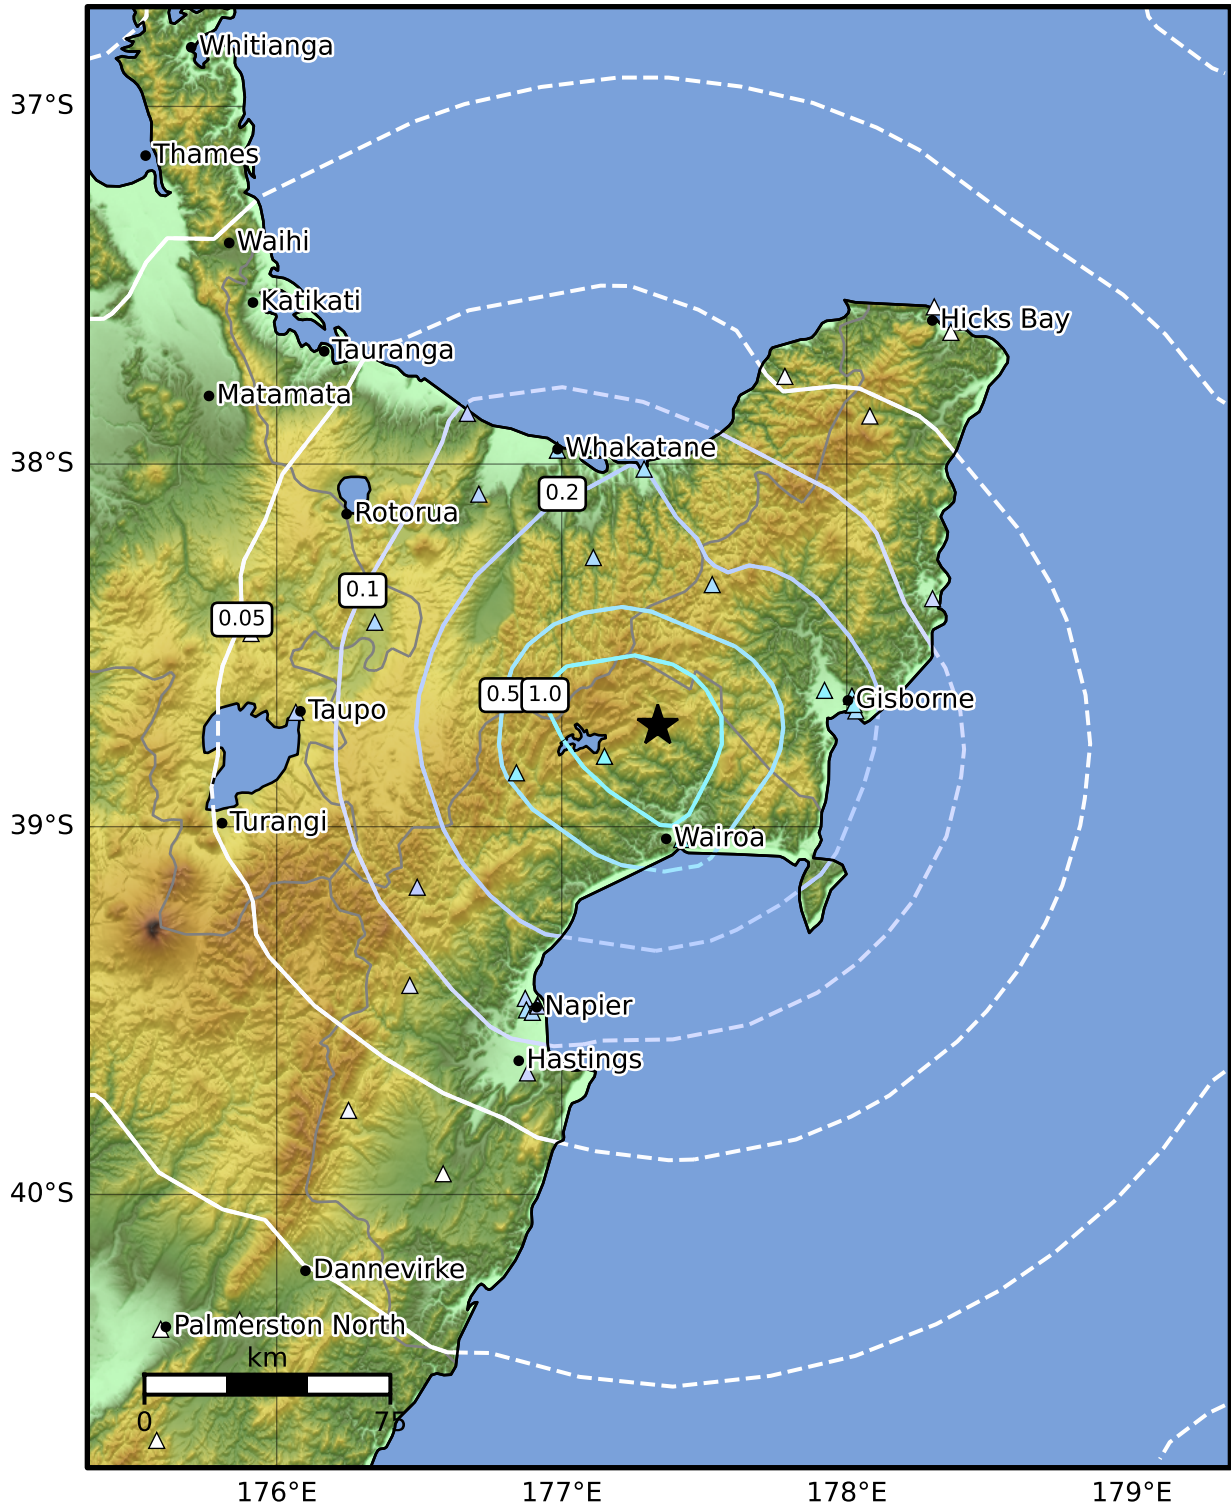 Whitianga
37°S
Thames
Waihi
Katikati
Hicks Bay
Tauranga
Matamata
Whakatane
38°S
0.2
Rotorua
0.1
0.05
0.5
1.0
Gisborne
Taupo
Turangi
39°S
Wairoa
Napier
Hastings
40°S
Dannevirke
Palmerston North
km
0
75
176°E
177°E
178°E
179°E